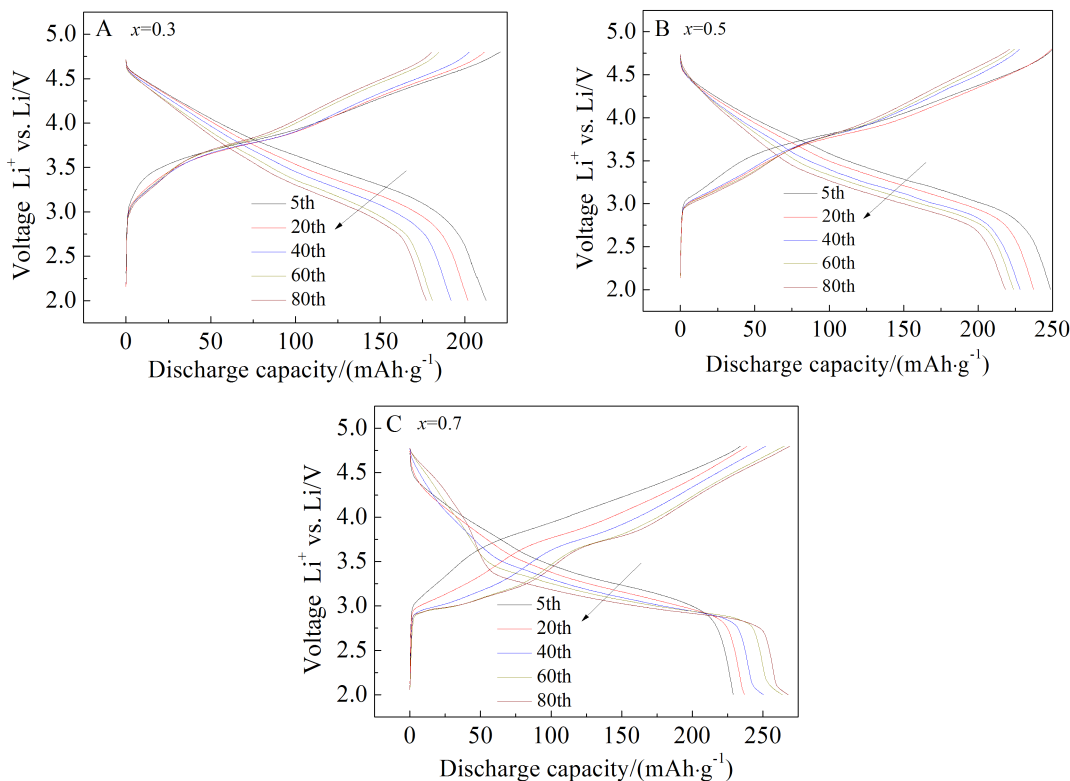 A x=0.3
Voltage Li⁺ vs. Li/V
5.0
4.5
4.0
3.5
3.0
2.5
2.0
5th
20th
40th
60th
80th
0 50 100 150 200
Discharge capacity/(mAh·g⁻¹)
B x=0.5
Voltage Li⁺ vs. Li/V
5.0
4.5
4.0
3.5
3.0
2.5
2.0
5th
20th
40th
60th
80th
0 50 100 150 200 250
Discharge capacity/(mAh·g⁻¹)
C x=0.7
Voltage Li⁺ vs. Li/V
5.0
4.5
4.0
3.5
3.0
2.5
2.0
5th
20th
40th
60th
80th
0 50 100 150 200 250
Discharge capacity/(mAh·g⁻¹)